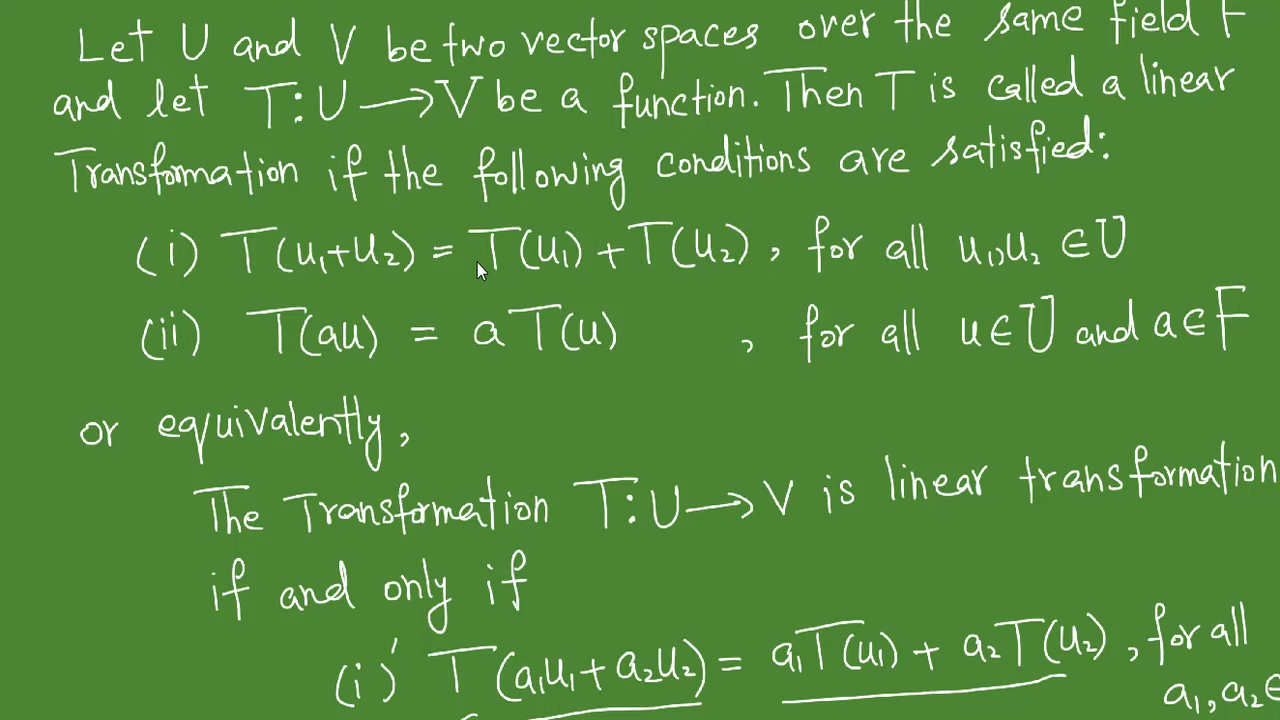 Let U and V be two vector spaces over the same field F
and let T:U⟶V be a function. Then T is called a linear
Transformation if the following conditions are satisfied:
(i) T(u₁+u₂) = T(u₁) + T(u₂), for all u₁,u₂ ∈ U
(ii) T(au) = a T(u) , for all u ∈ U and a ∈ F
or equivalently,
The Transformation T:U⟶V is linear transformation
if and only if
(i)′ T(a₁u₁ + a₂u₂) = a₁T(u₁) + a₂T(u₂), for all
a₁, a₂ ∈